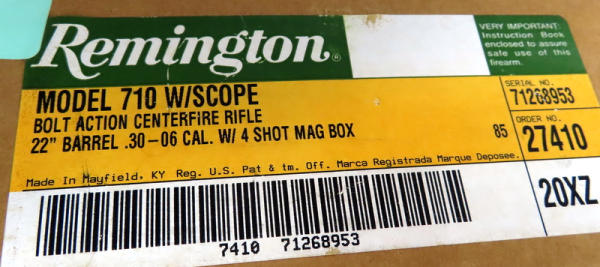 Remington®
VERY IMPORTANT:
Instruction Book
enclosed to assure
safe use of this
firearm.
MODEL 710 W/SCOPE
BOLT ACTION CENTERFIRE RIFLE
22” BARREL .30-06 CAL. W/ 4 SHOT MAG BOX
85
SERIAL NO.
71268953
ORDER NO.
27410
Made In Mayfield, KY Reg. U.S. Pat & tm. Off. Marca Registrada Marque Deposee.
20XZ
7410 71268953